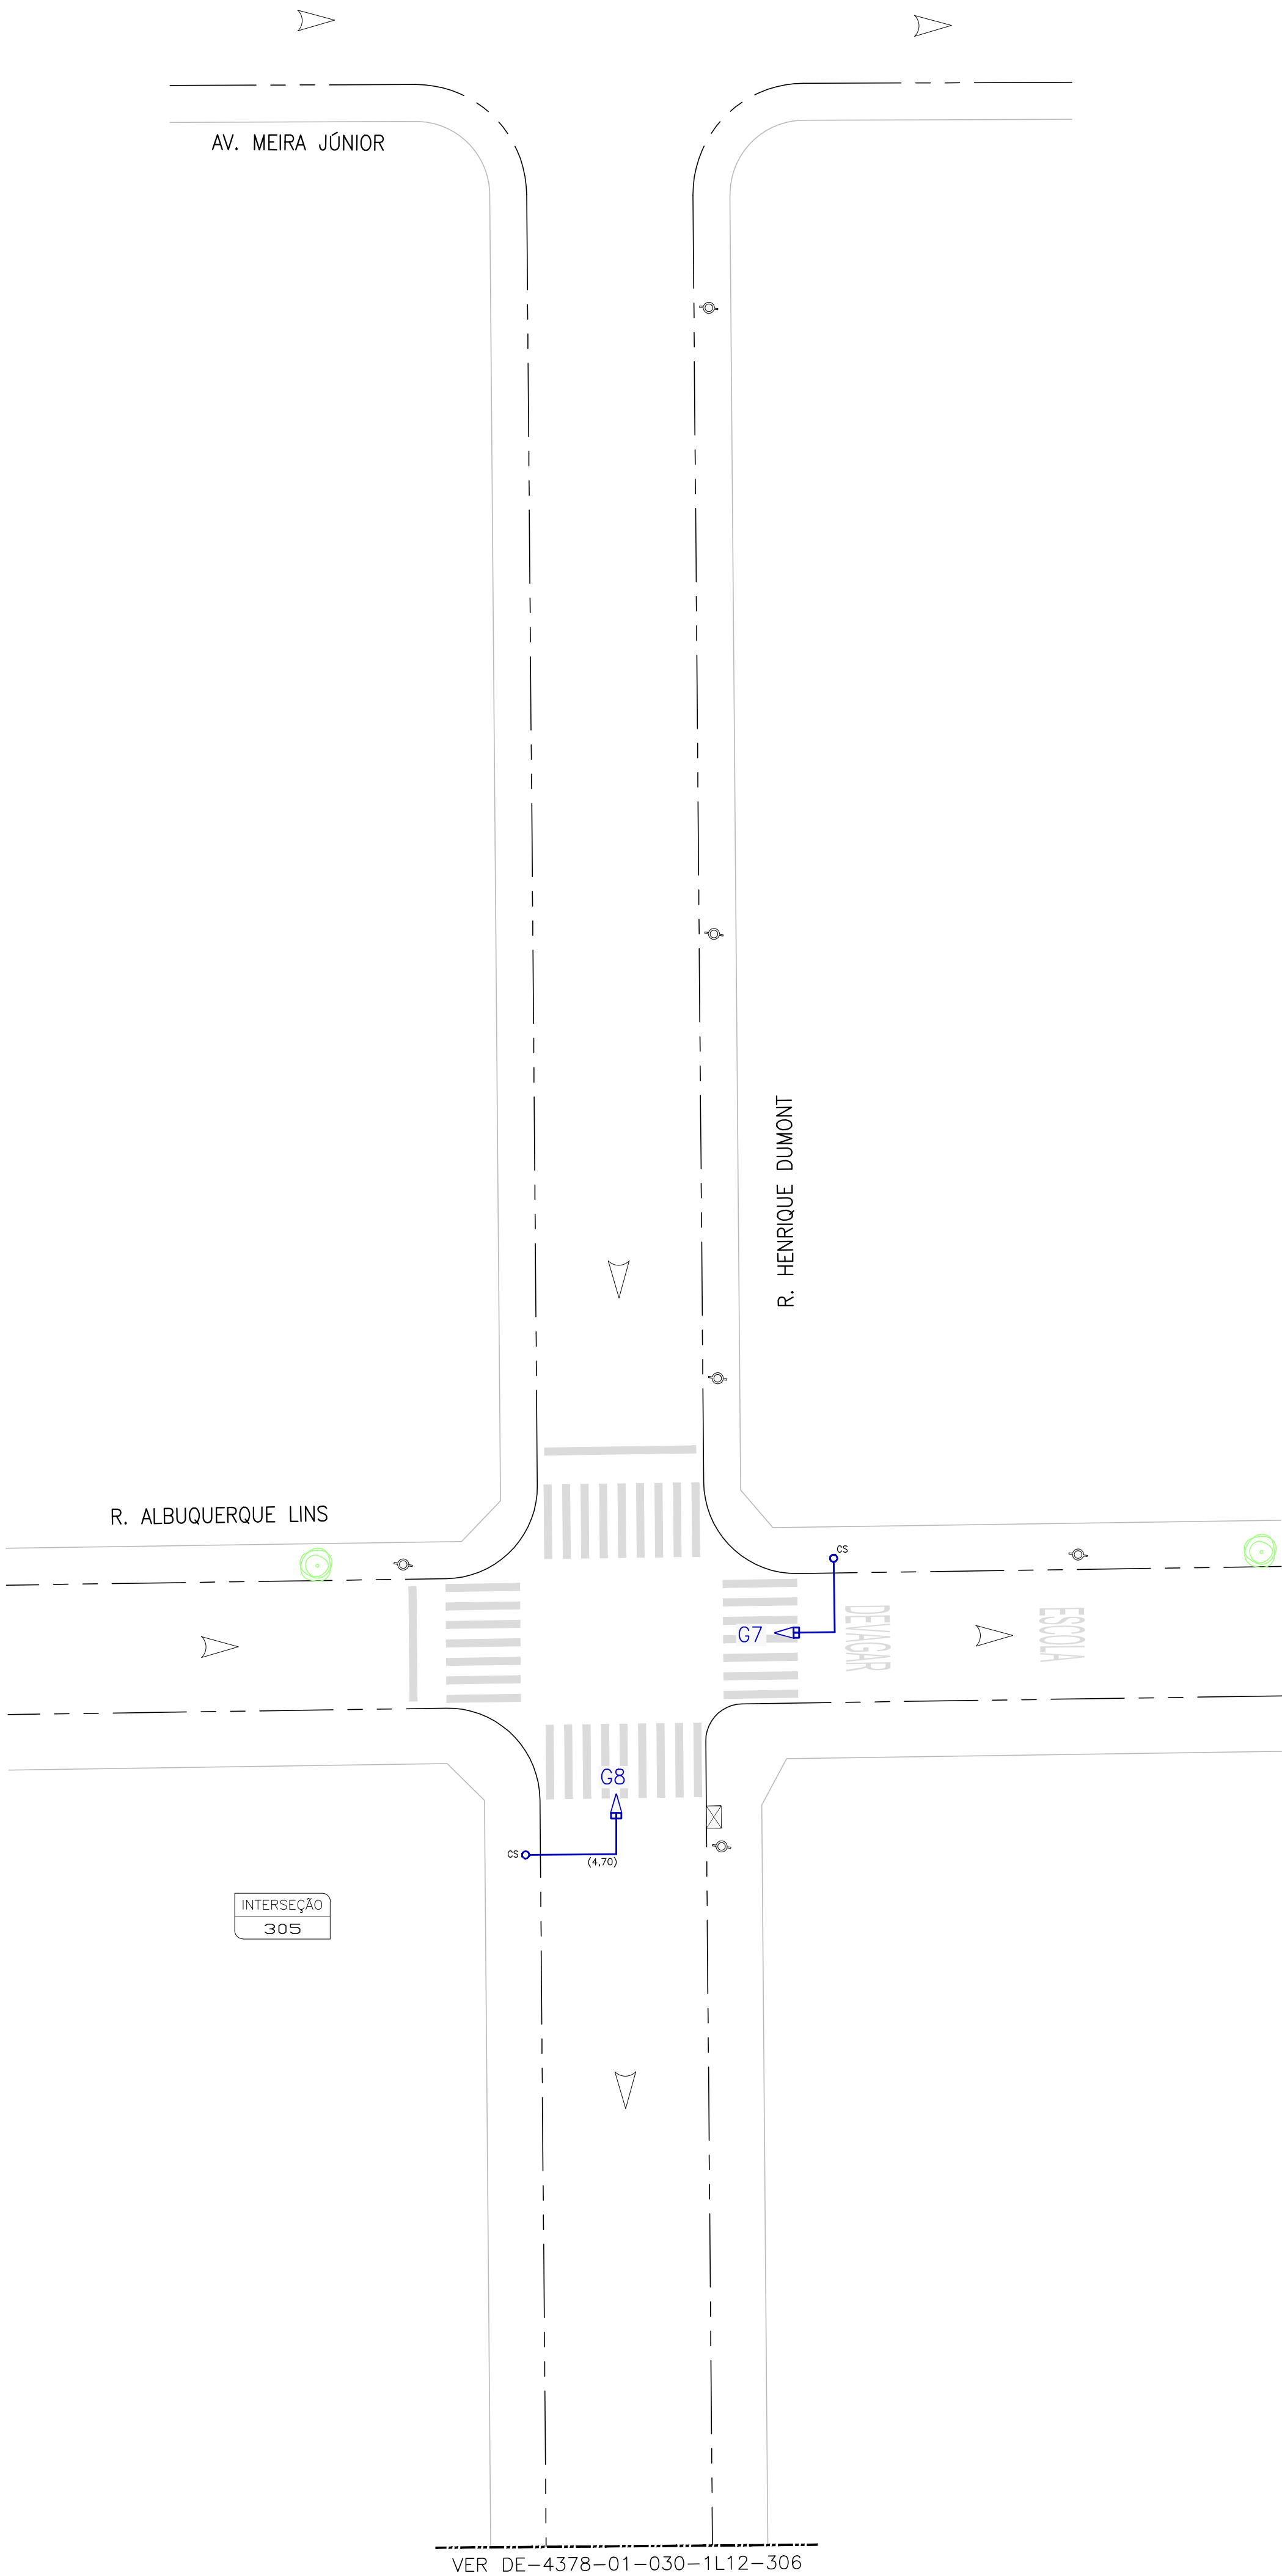 AV. MEIRA JÚNIOR
R. HENRIQUE DUMONT
R. ALBUQUERQUE LINS
CS
G7
DEVAGAR
ESCOLA
G8
CS
(4,70)
INTERSEÇÃO
305
VER DE-4378-01-030-1L12-306